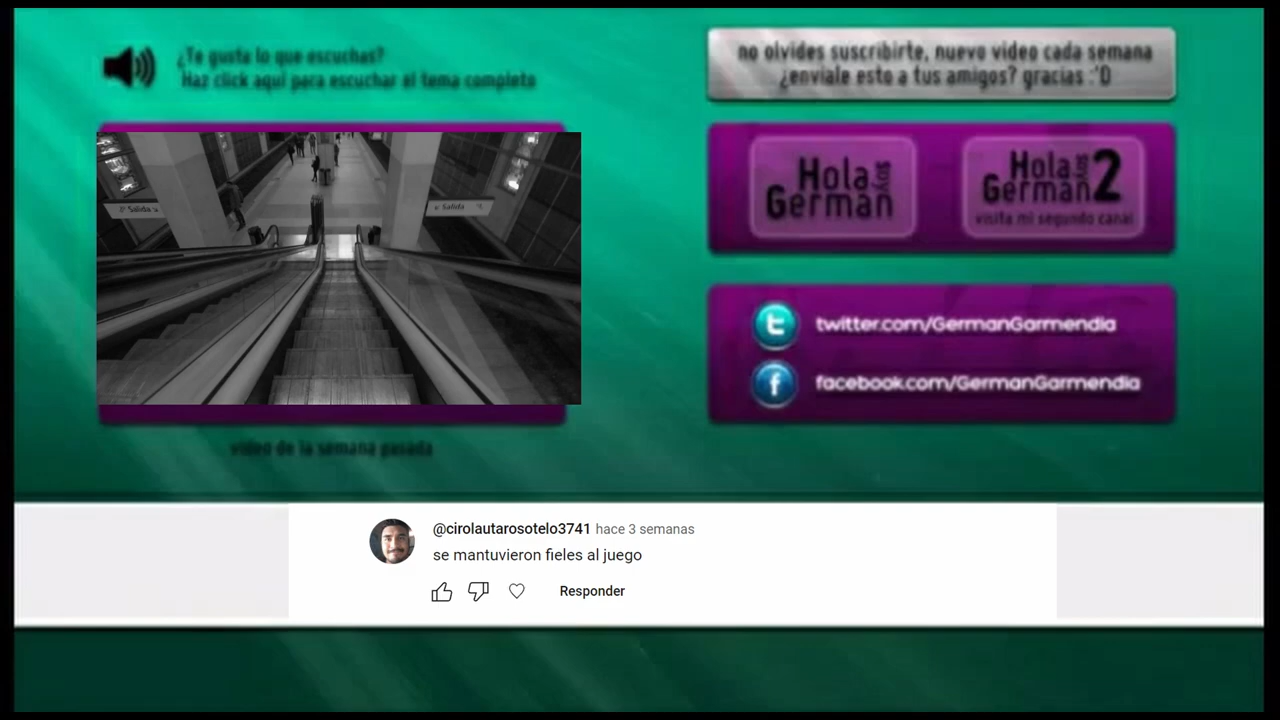 ¿Te gusta lo que escuchas?
Haz click aquí para escuchar el tema completo
no olvides suscribirte, nuevo video cada semana
¿enviale esto a tus amigos? gracias :'D
Salida
Salida
Hola soy
German
Hola soy
German 2
visita mi segundo canal
twitter.com/GermanGarmendia
facebook.com/GermanGarmendia
video de la semana pasada
@cirolautarosotelo3741 hace 3 semanas
se mantuvieron fieles al juego
Responder